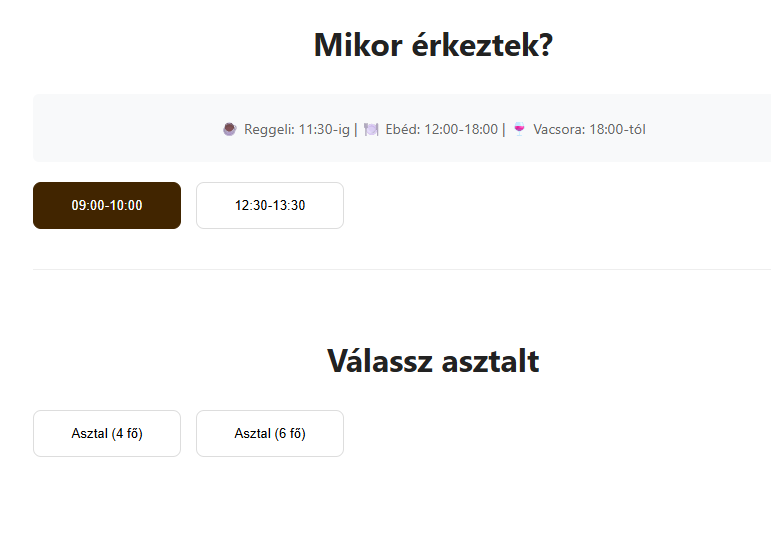 Mikor érkeztek?
☕ Reggeli: 11:30-ig | 🍽️ Ebéd: 12:00-18:00 | 🍷 Vacsora: 18:00-tól
09:00-10:00
12:30-13:30
Válassz asztalt
Asztal (4 fő)
Asztal (6 fő)